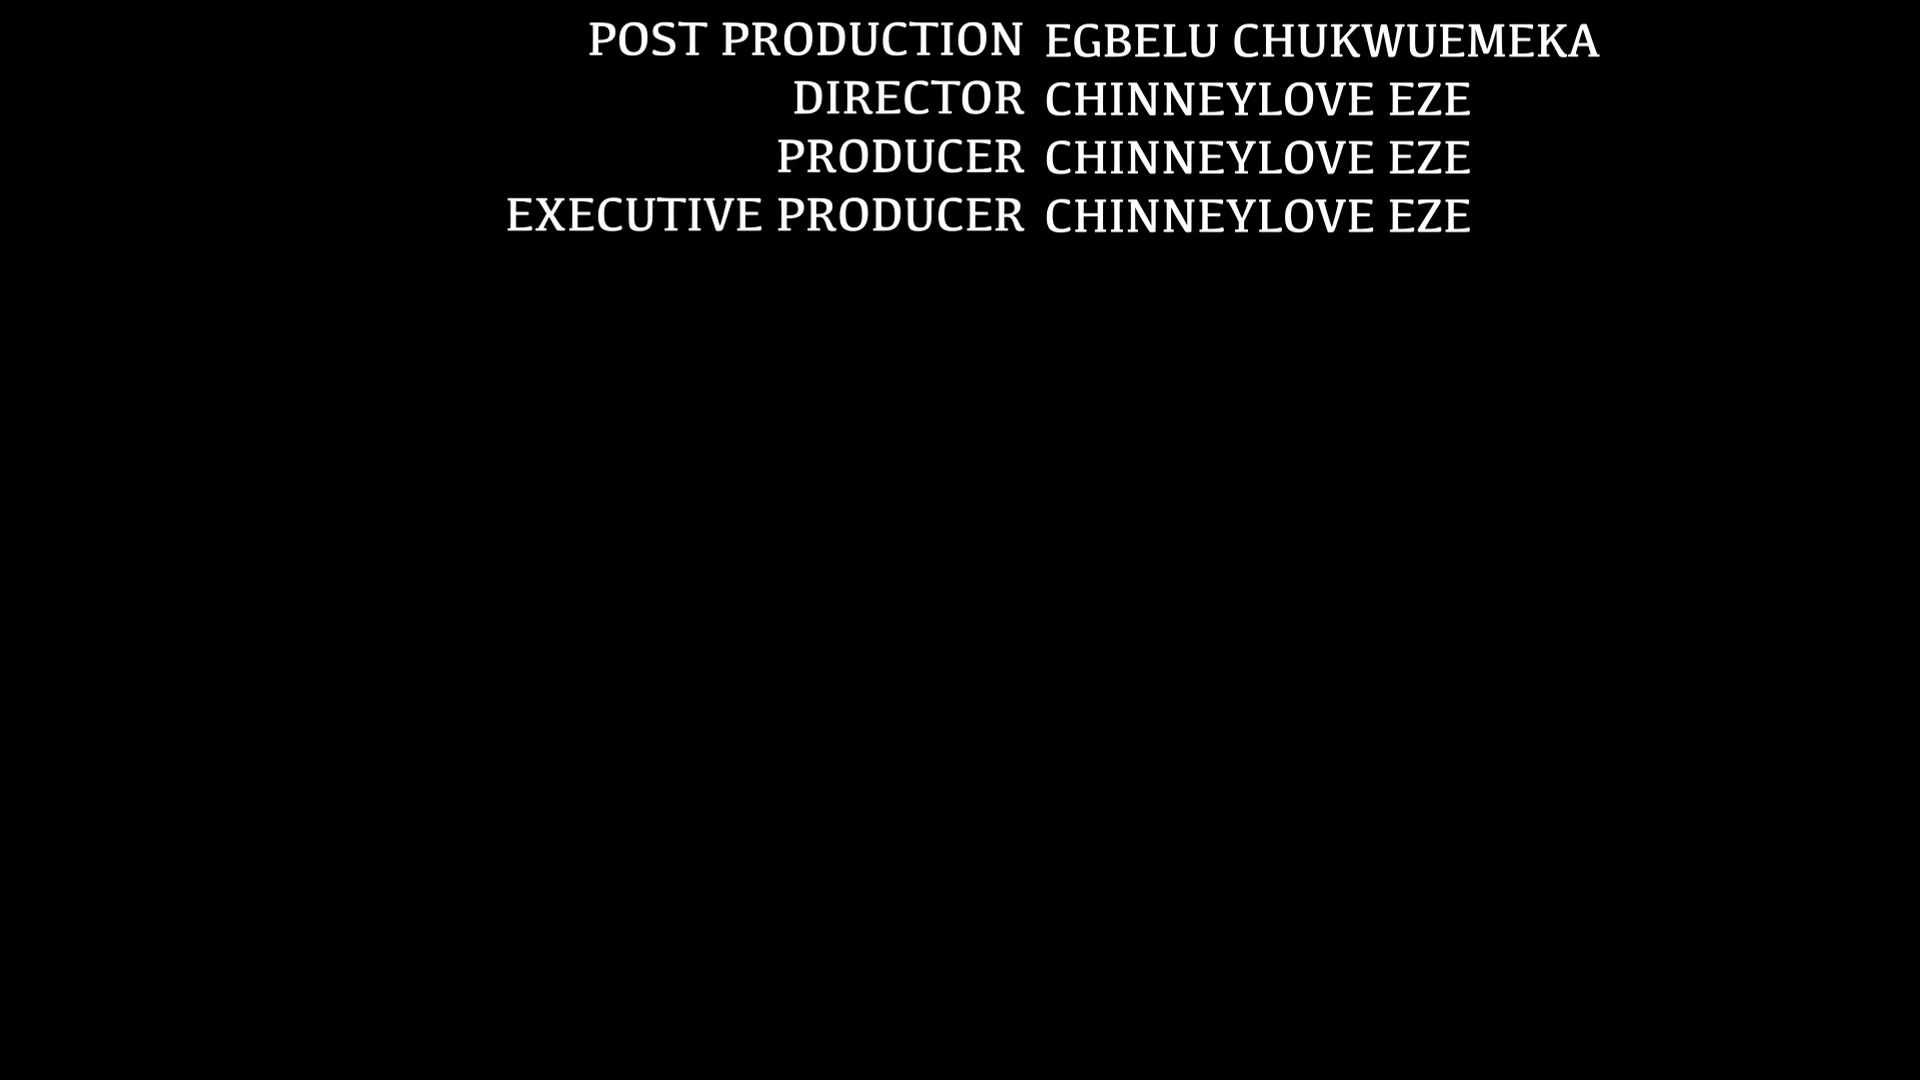 POST PRODUCTION EGBELU CHUKWUEMEKA
DIRECTOR CHINNEYLOVE EZE
PRODUCER CHINNEYLOVE EZE
EXECUTIVE PRODUCER CHINNEYLOVE EZE